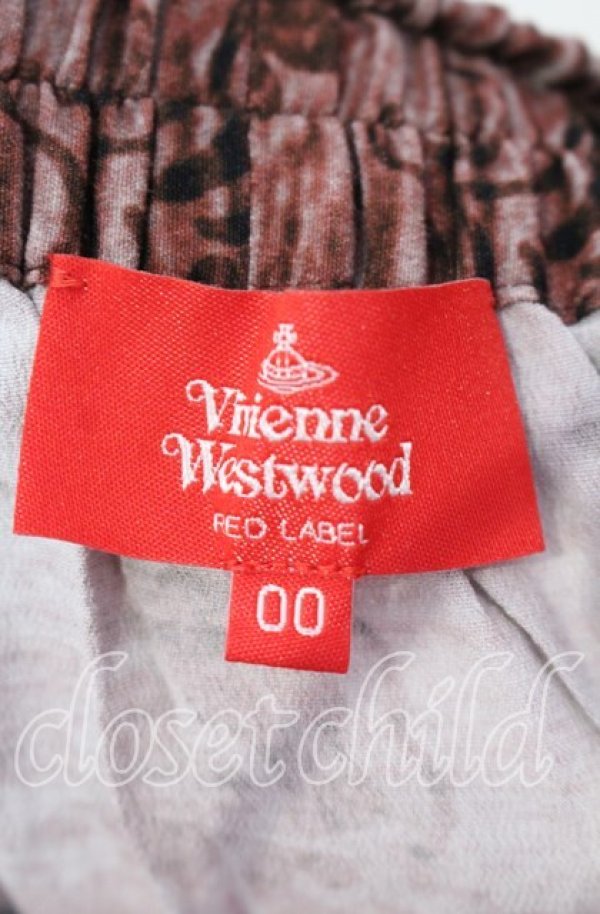 Vivienne
Westwood
RED LABEL
00
closet child